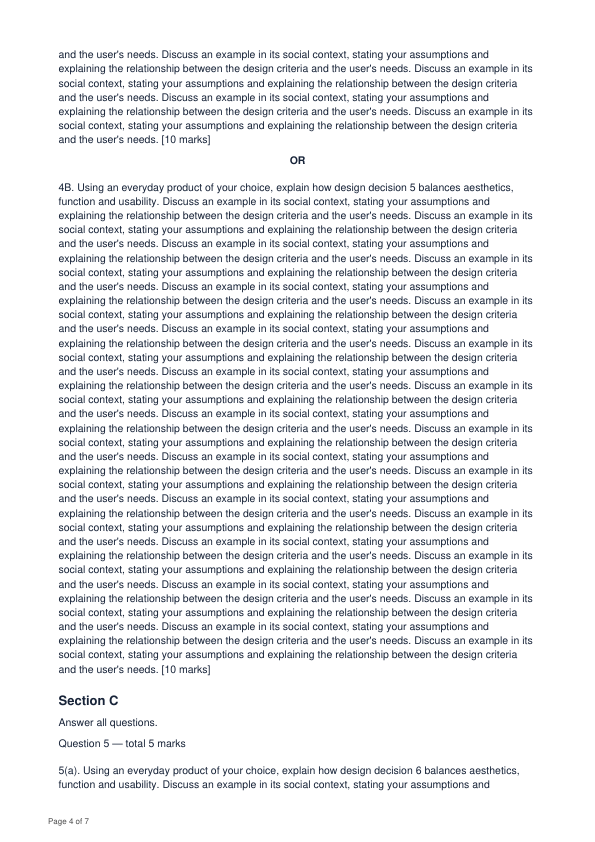 and the user's needs. Discuss an example in its social context, stating your assumptions and
explaining the relationship between the design criteria and the user's needs. Discuss an example in its
social context, stating your assumptions and explaining the relationship between the design criteria
and the user's needs. Discuss an example in its social context, stating your assumptions and
explaining the relationship between the design criteria and the user's needs. Discuss an example in its
social context, stating your assumptions and explaining the relationship between the design criteria
and the user's needs. [10 marks]
OR
4B. Using an everyday product of your choice, explain how design decision 5 balances aesthetics,
function and usability. Discuss an example in its social context, stating your assumptions and
explaining the relationship between the design criteria and the user's needs. Discuss an example in its
social context, stating your assumptions and explaining the relationship between the design criteria
and the user's needs. Discuss an example in its social context, stating your assumptions and
explaining the relationship between the design criteria and the user's needs. Discuss an example in its
social context, stating your assumptions and explaining the relationship between the design criteria
and the user's needs. Discuss an example in its social context, stating your assumptions and
explaining the relationship between the design criteria and the user's needs. Discuss an example in its
social context, stating your assumptions and explaining the relationship between the design criteria
and the user's needs. Discuss an example in its social context, stating your assumptions and
explaining the relationship between the design criteria and the user's needs. Discuss an example in its
social context, stating your assumptions and explaining the relationship between the design criteria
and the user's needs. Discuss an example in its social context, stating your assumptions and
explaining the relationship between the design criteria and the user's needs. Discuss an example in its
social context, stating your assumptions and explaining the relationship between the design criteria
and the user's needs. Discuss an example in its social context, stating your assumptions and
explaining the relationship between the design criteria and the user's needs. Discuss an example in its
social context, stating your assumptions and explaining the relationship between the design criteria
and the user's needs. Discuss an example in its social context, stating your assumptions and
explaining the relationship between the design criteria and the user's needs. Discuss an example in its
social context, stating your assumptions and explaining the relationship between the design criteria
and the user's needs. Discuss an example in its social context, stating your assumptions and
explaining the relationship between the design criteria and the user's needs. Discuss an example in its
social context, stating your assumptions and explaining the relationship between the design criteria
and the user's needs. Discuss an example in its social context, stating your assumptions and
explaining the relationship between the design criteria and the user's needs. Discuss an example in its
social context, stating your assumptions and explaining the relationship between the design criteria
and the user's needs. Discuss an example in its social context, stating your assumptions and
explaining the relationship between the design criteria and the user's needs. Discuss an example in its
social context, stating your assumptions and explaining the relationship between the design criteria
and the user's needs. Discuss an example in its social context, stating your assumptions and
explaining the relationship between the design criteria and the user's needs. Discuss an example in its
social context, stating your assumptions and explaining the relationship between the design criteria
and the user's needs. [10 marks]
Section C
Answer all questions.
Question 5 — total 5 marks
5(a). Using an everyday product of your choice, explain how design decision 6 balances aesthetics,
function and usability. Discuss an example in its social context, stating your assumptions and
Page 4 of 7